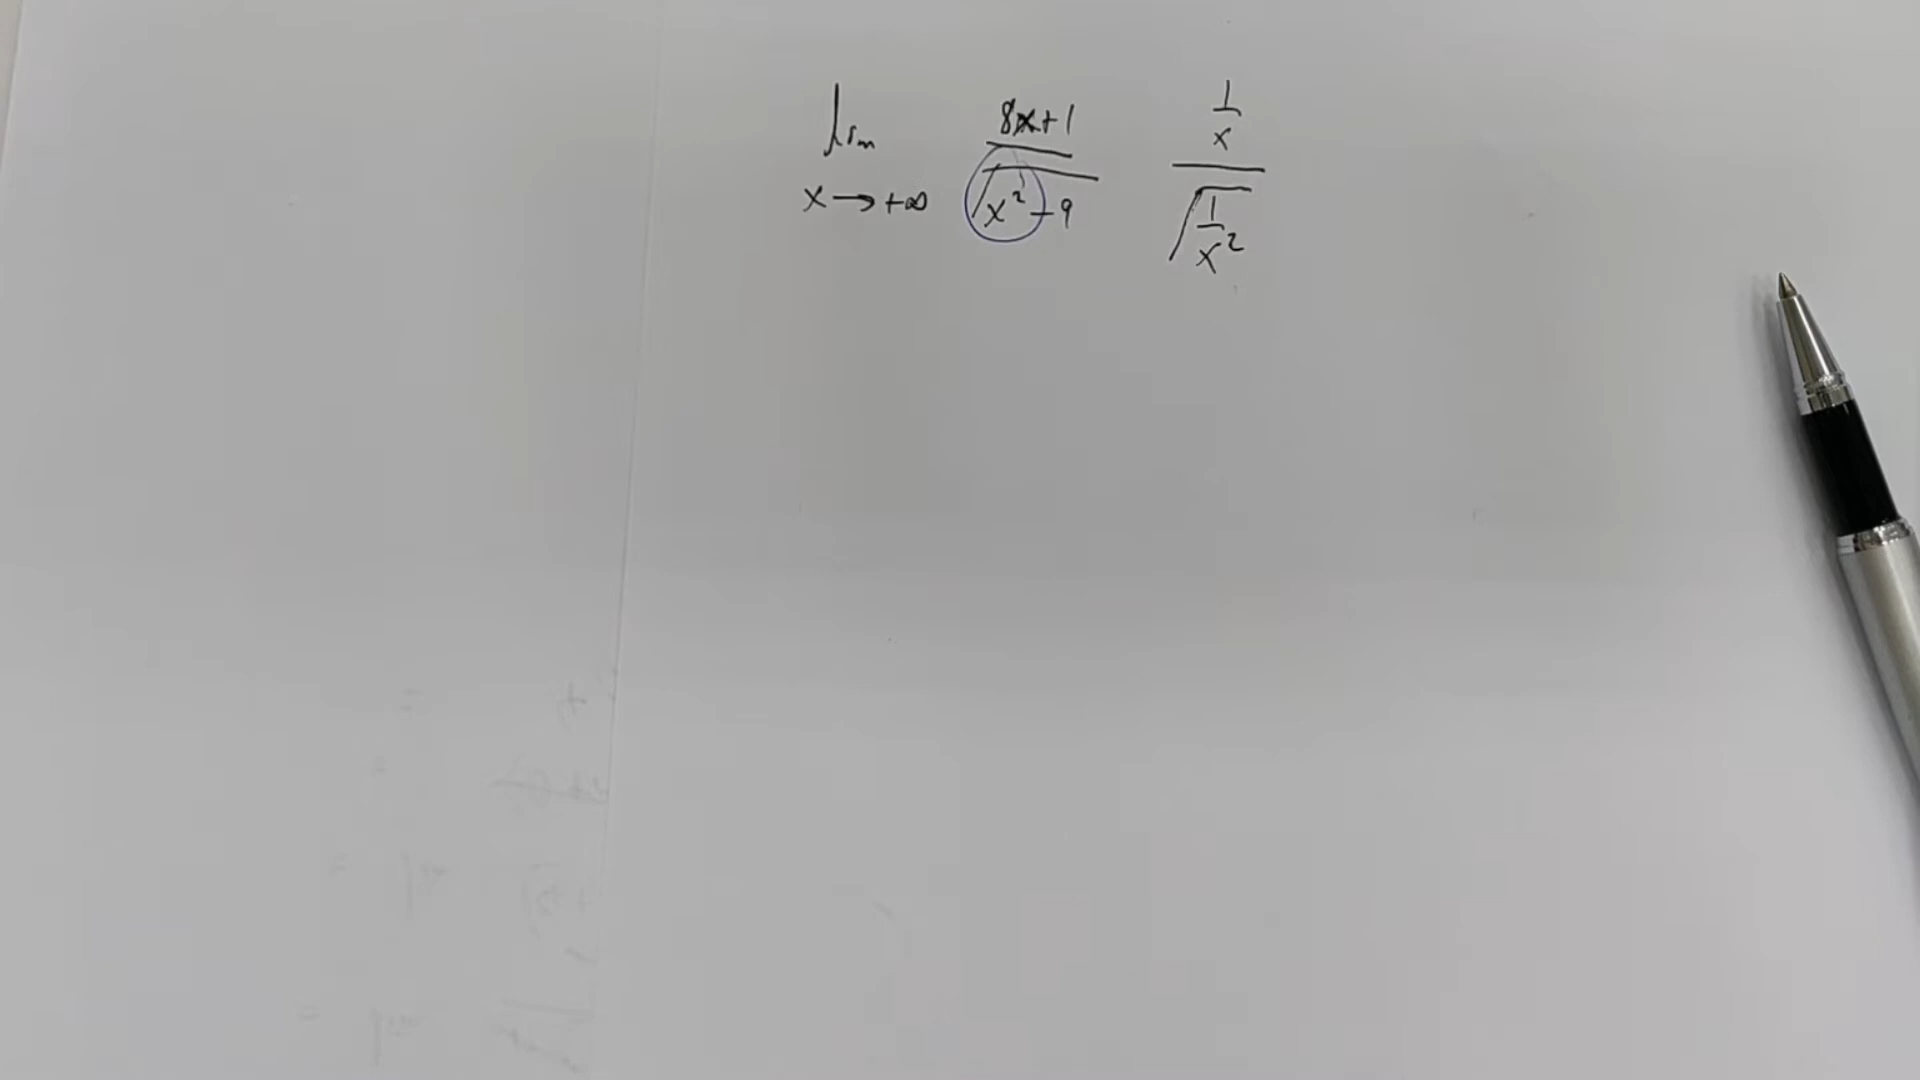 lim 8x+1 1/x
x→+∞ √x²-9 √1/x²